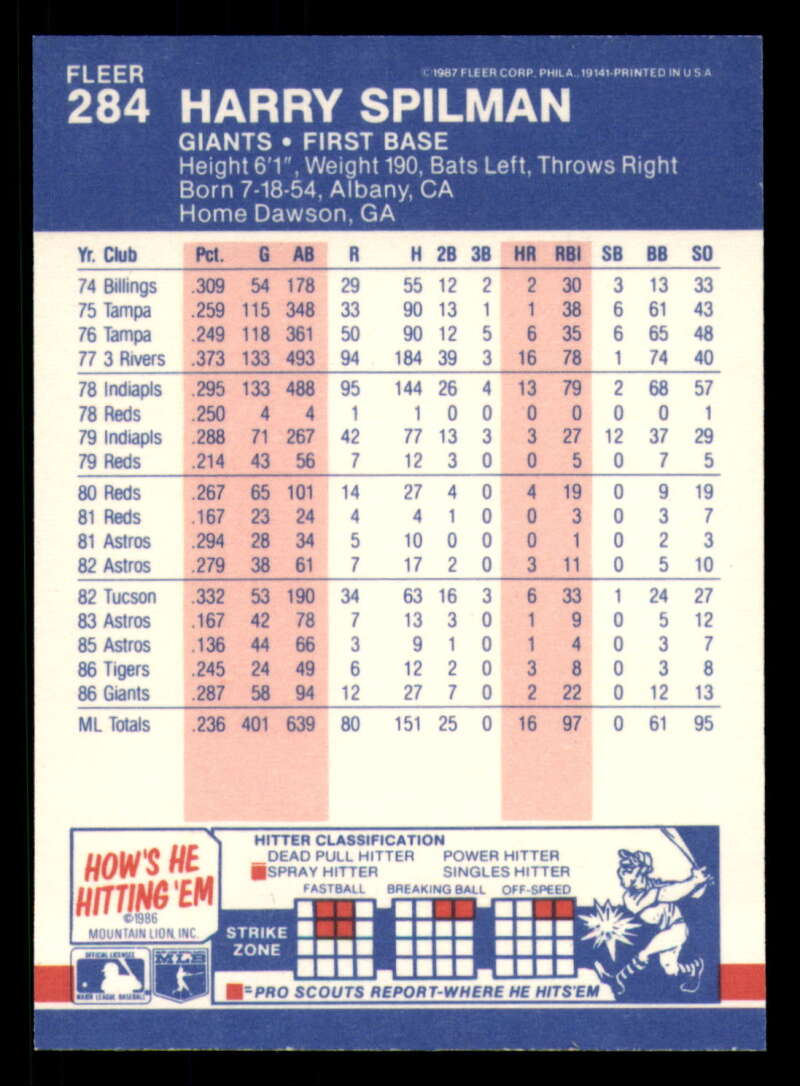 FLEER
©1987 FLEER CORP. PHILA., 19141-PRINTED IN U S A
284 HARRY SPILMAN
GIANTS • FIRST BASE
Height 6'1", Weight 190, Bats Left, Throws Right
Born 7-18-54, Albany, CA
Home Dawson, GA
Yr. Club Pct. G AB R H 2B 3B HR RBI SB BB SO
74 Billings .309 54 178 29 55 12 2 2 30 3 13 33
75 Tampa .259 115 348 33 90 13 1 1 38 6 61 43
76 Tampa .249 118 361 50 90 12 5 6 35 6 65 48
77 3 Rivers .373 133 493 94 184 39 3 16 78 1 74 40
78 Indiapls .295 133 488 95 144 26 4 13 79 2 68 57
78 Reds .250 4 4 1 1 0 0 0 0 0 0 1
79 Indiapls .288 71 267 42 77 13 3 3 27 12 37 29
79 Reds .214 43 56 7 12 3 0 0 5 0 7 5
80 Reds .267 65 101 14 27 4 0 4 19 0 9 19
81 Reds .167 23 24 4 4 1 0 0 3 0 3 7
81 Astros .294 28 34 5 10 0 0 0 1 0 2 3
82 Astros .279 38 61 7 17 2 0 3 11 0 5 10
82 Tucson .332 53 190 34 63 16 3 6 33 1 24 27
83 Astros .167 42 78 7 13 3 0 1 9 0 5 12
85 Astros .136 44 66 3 9 1 0 1 4 0 3 7
86 Tigers .245 24 49 6 12 2 0 3 8 0 3 8
86 Giants .287 58 94 12 27 7 0 2 22 0 12 13
ML Totals .236 401 639 80 151 25 0 16 97 0 61 95
HOW'S HE
HITTING 'EM
©1986
MOUNTAIN LION, INC.
OFFICIAL LICENSEE
MAJOR LEAGUE BASEBALL
MLB
HITTER CLASSIFICATION
DEAD PULL HITTER POWER HITTER
SPRAY HITTER SINGLES HITTER
FASTBALL BREAKING BALL OFF-SPEED
STRIKE
ZONE
=PRO SCOUTS REPORT-WHERE HE HITS'EM